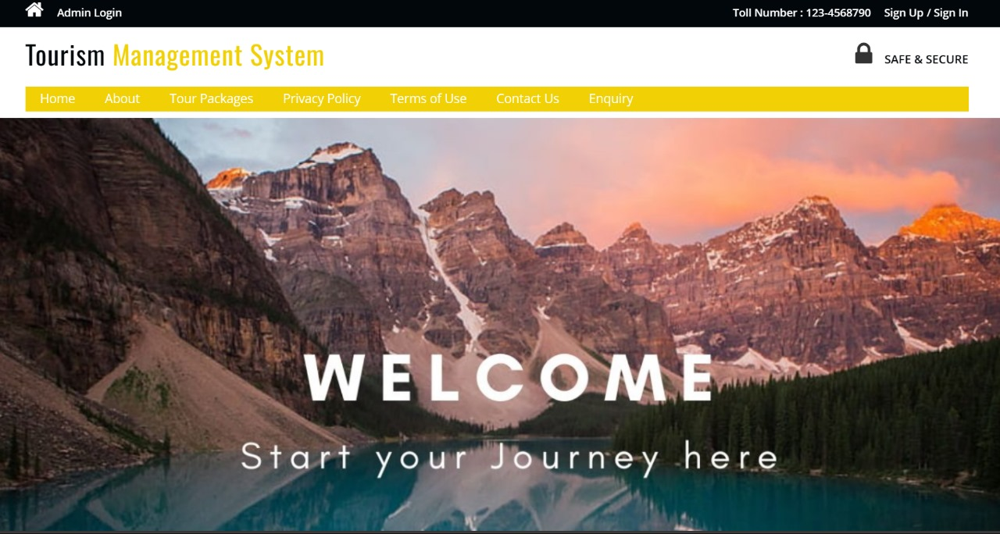 Admin Login
Toll Number : 123-4568790 Sign Up / Sign In
Tourism Management System
SAFE & SECURE
Home About Tour Packages Privacy Policy Terms of Use Contact Us Enquiry
WELCOME
Start your Journey here